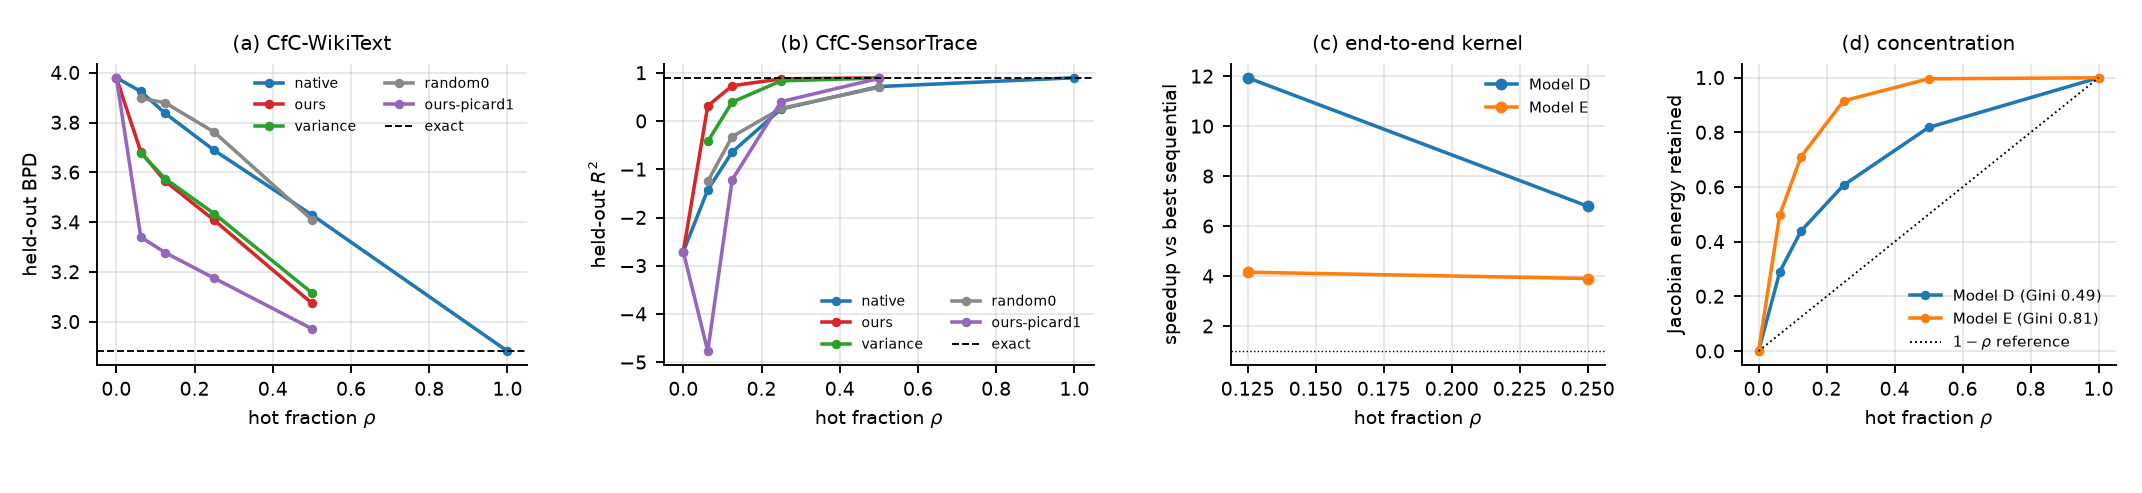 (a) CfC-WikiText
held-out BPD
4.0
3.8
3.6
3.4
3.2
3.0
native
ours
variance
random0
ours-picard1
exact
0.0 0.2 0.4 0.6 0.8 1.0
hot fraction ρ
(b) CfC-SensorTrace
held-out R²
1
0
−1
−2
−3
−4
−5
native
ours
variance
random0
ours-picard1
exact
0.0 0.2 0.4 0.6 0.8 1.0
hot fraction ρ
(c) end-to-end kernel
speedup vs best sequential
12
10
8
6
4
2
Model D
Model E
0.125 0.150 0.175 0.200 0.225 0.250
hot fraction ρ
(d) concentration
Jacobian energy retained
1.0
0.8
0.6
0.4
0.2
0.0
Model D (Gini 0.49)
Model E (Gini 0.81)
1 − ρ reference
0.0 0.2 0.4 0.6 0.8 1.0
hot fraction ρ